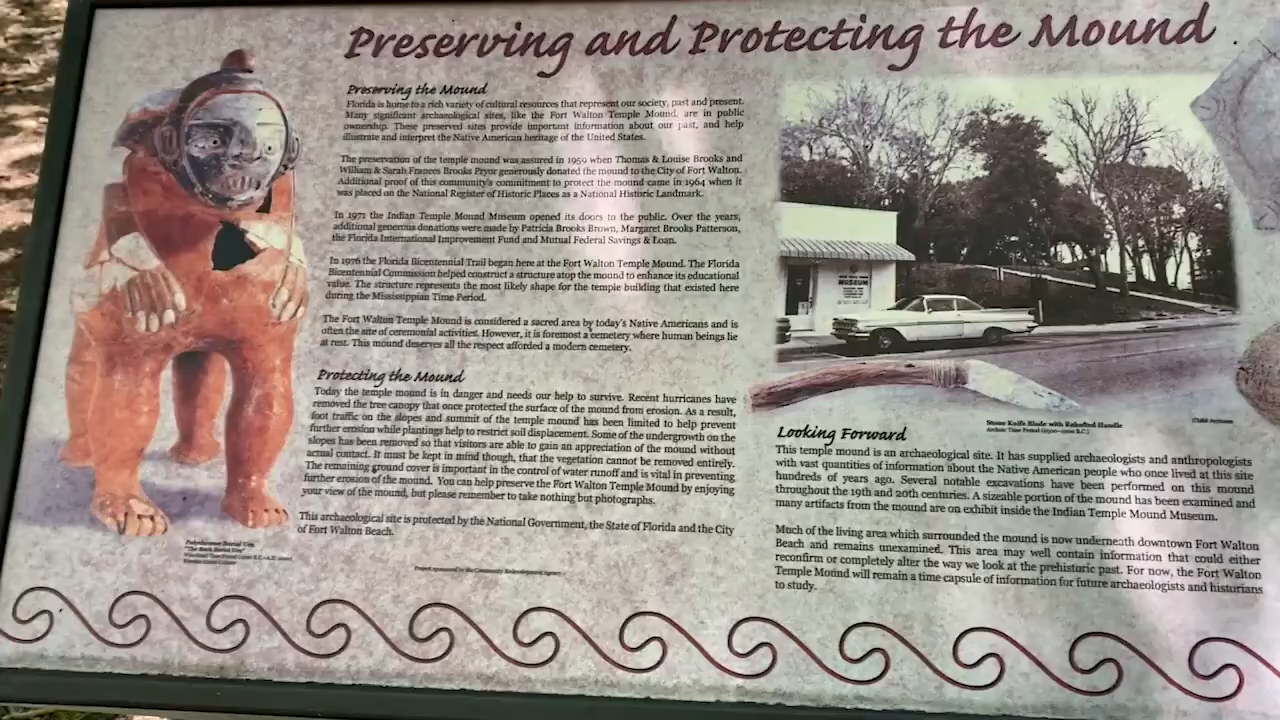 Preserving and Protecting the Mound
Preserving the Mound
Florida is home to a rich variety of cultural resources that represent our society, past and present.
Many significant archaeological sites, like the Fort Walton Temple Mound, are in public
ownership. These preserved sites provide important information about our past, and help
illustrate and interpret the Native American heritage of the United States.
The preservation of the temple mound was assured in 1959 when Thomas & Louise Brooks and
William & Sarah Frances Brooks Pryor generously donated the mound to the City of Fort Walton.
Additional proof of this community's commitment to protect the mound came in 1964 when it
was placed on the National Register of Historic Places as a National Historic Landmark.
In 1971 the Indian Temple Mound Museum opened its doors to the public. Over the years,
additional generous donations were made by Patricia Brooks Brown, Margaret Brooks Patterson,
the Florida International Improvement Fund and Mutual Federal Savings & Loan.
In 1976 the Florida Bicentennial Trail began here at the Fort Walton Temple Mound. The Florida
Bicentennial Commission helped construct a structure atop the mound to enhance its educational
value. The structure represents the most likely shape for the temple building that existed here
during the Mississippian Time Period.
The Fort Walton Temple Mound is considered a sacred area by today's Native Americans and is
often the site of ceremonial activities. However, it is foremost a cemetery where human beings lie
at rest. This mound deserves all the respect afforded a modern cemetery.
Protecting the Mound
Today the temple mound is in danger and needs our help to survive. Recent hurricanes have
removed the tree canopy that once protected the surface of the mound from erosion. As a result,
foot traffic on the slopes and summit of the temple mound has been limited to help prevent
further erosion while plantings help to restrict soil displacement. Some of the undergrowth on the
slopes has been removed so that visitors are able to gain an appreciation of the mound without
actual contact. It must be kept in mind though, that the vegetation cannot be removed entirely.
The remaining ground cover is important in the control of water runoff and is vital in preventing
further erosion of the mound. You can help preserve the Fort Walton Temple Mound by enjoying
your view of the mound, but please remember to take nothing but photographs.
This archaeological site is protected by the National Government, the State of Florida and the City
of Fort Walton Beach.
Project sponsored by the Community Redevelopment Agency
Polychrome Burial Urn
MUSEUM
Stone Knife Blade with Rehafted Handle
Looking Forward
This temple mound is an archaeological site. It has supplied archaeologists and anthropologists
with vast quantities of information about the Native American people who once lived at this site
hundreds of years ago. Several notable excavations have been performed on this mound
throughout the 19th and 20th centuries. A sizeable portion of the mound has been examined and
many artifacts from the mound are on exhibit inside the Indian Temple Mound Museum.
Much of the living area which surrounded the mound is now underneath downtown Fort Walton
Beach and remains unexamined. This area may well contain information that could either
reconfirm or completely alter the way we look at the prehistoric past. For now, the Fort Walton
Temple Mound will remain a time capsule of information for future archaeologists and historians
to study.